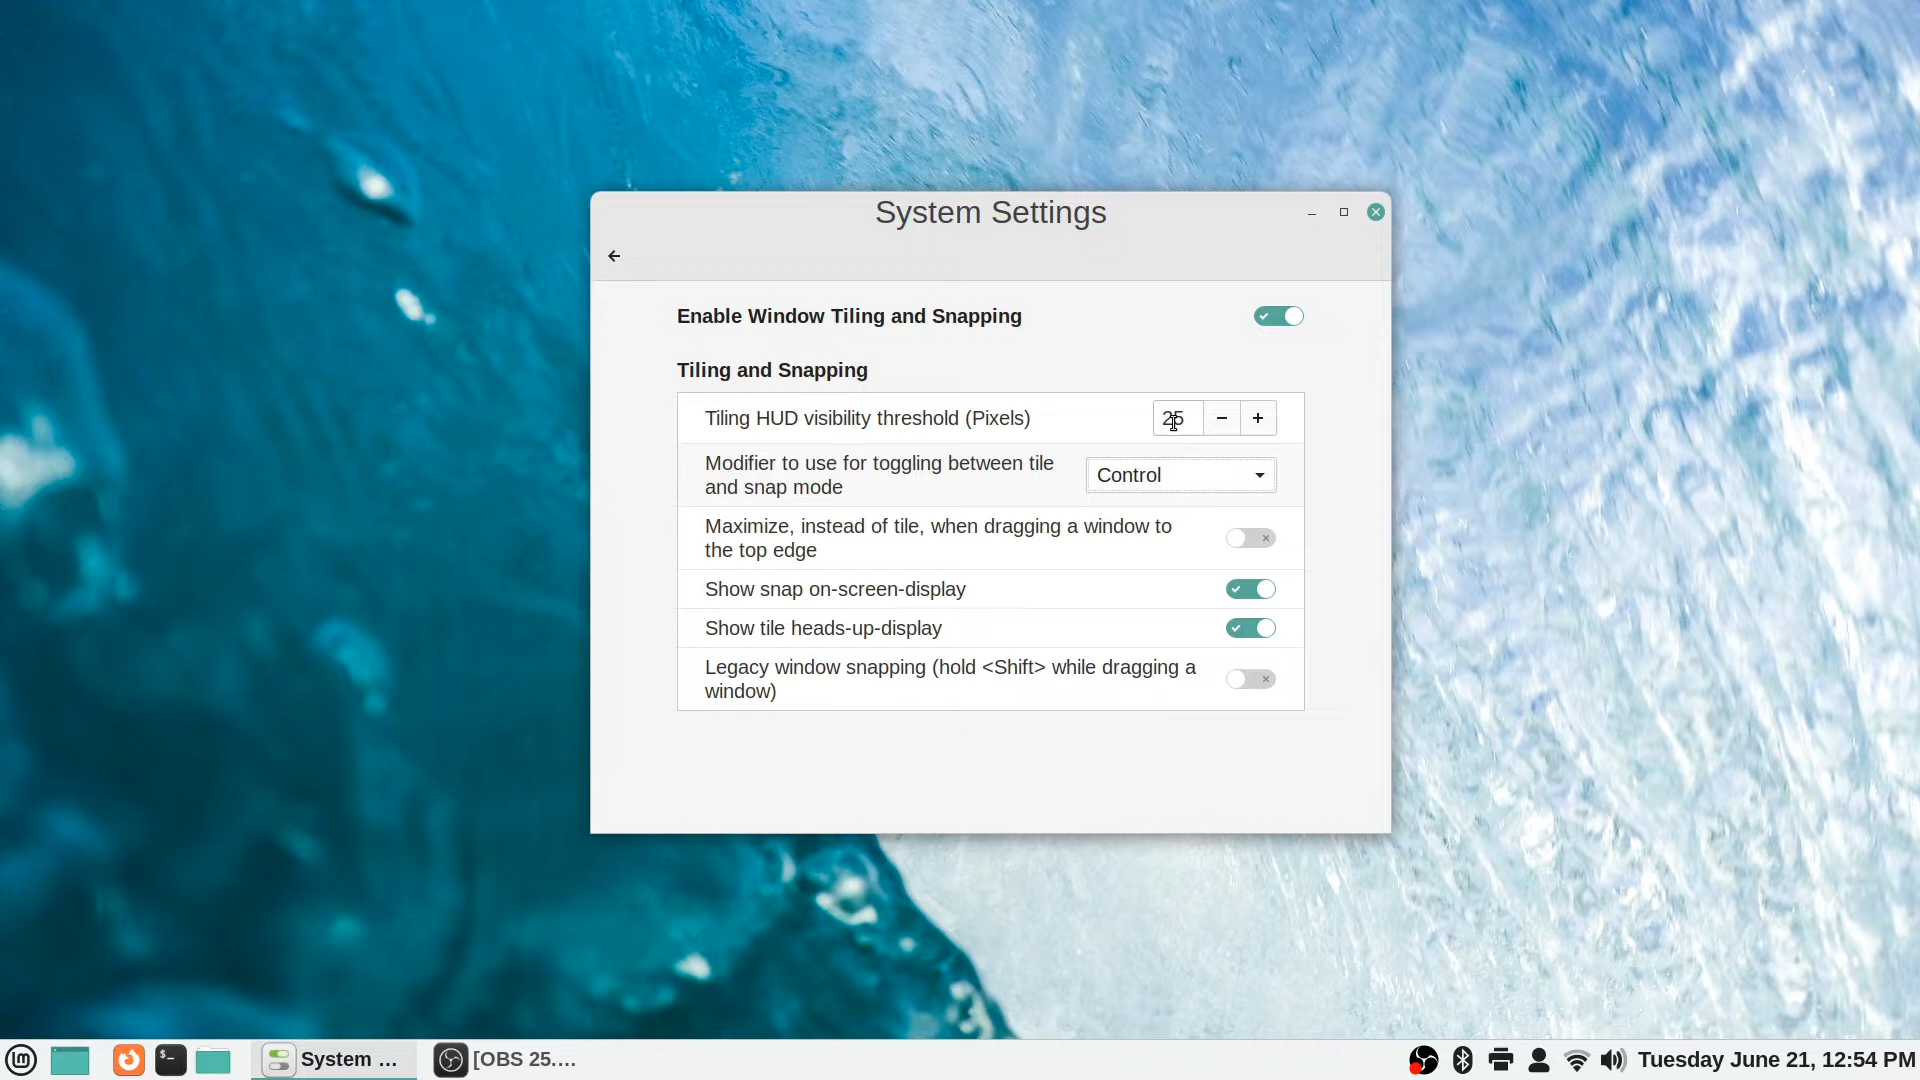 System Settings
Enable Window Tiling and Snapping
Tiling and Snapping
Tiling HUD visibility threshold (Pixels)
25
Modifier to use for toggling between tile
and snap mode
Control
Maximize, instead of tile, when dragging a window to
the top edge
Show snap on-screen-display
Show tile heads-up-display
Legacy window snapping (hold <Shift> while dragging a
window)
System ...
[OBS 25....
Tuesday June 21, 12:54 PM